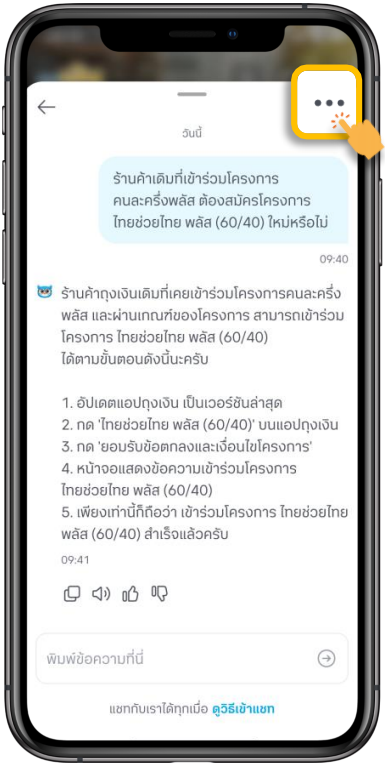 วันนี้
ร้านค้าเดิมที่เข้าร่วมโครงการ
คนละครึ่งพลัส ต้องสมัครโครงการ
ไทยช่วยไทย พลัส (60/40) ใหม่หรือไม่
09:40
ร้านค้าถุงเงินเดิมที่เคยเข้าร่วมโครงการคนละครึ่ง
พลัส และผ่านเกณฑ์ของโครงการ สามารถเข้าร่วม
โครงการ ไทยช่วยไทย พลัส (60/40)
ได้ตามขั้นตอนดังนี้นะครับ
1. อัปเดตแอปถุงเงิน เป็นเวอร์ชันล่าสุด
2. กด 'ไทยช่วยไทย พลัส (60/40)' บนแอปถุงเงิน
3. กด 'ยอมรับข้อตกลงและเงื่อนไขโครงการ'
4. หน้าจอแสดงข้อความเข้าร่วมโครงการ
ไทยช่วยไทย พลัส (60/40)
5. เพียงเท่านี้ก็ถือว่า เข้าร่วมโครงการ ไทยช่วยไทย
พลัส (60/40) สำเร็จแล้วครับ
09:41
พิมพ์ข้อความที่นี่
แชทกับเราได้ทุกเมื่อ ดูวิธีเข้าแชท